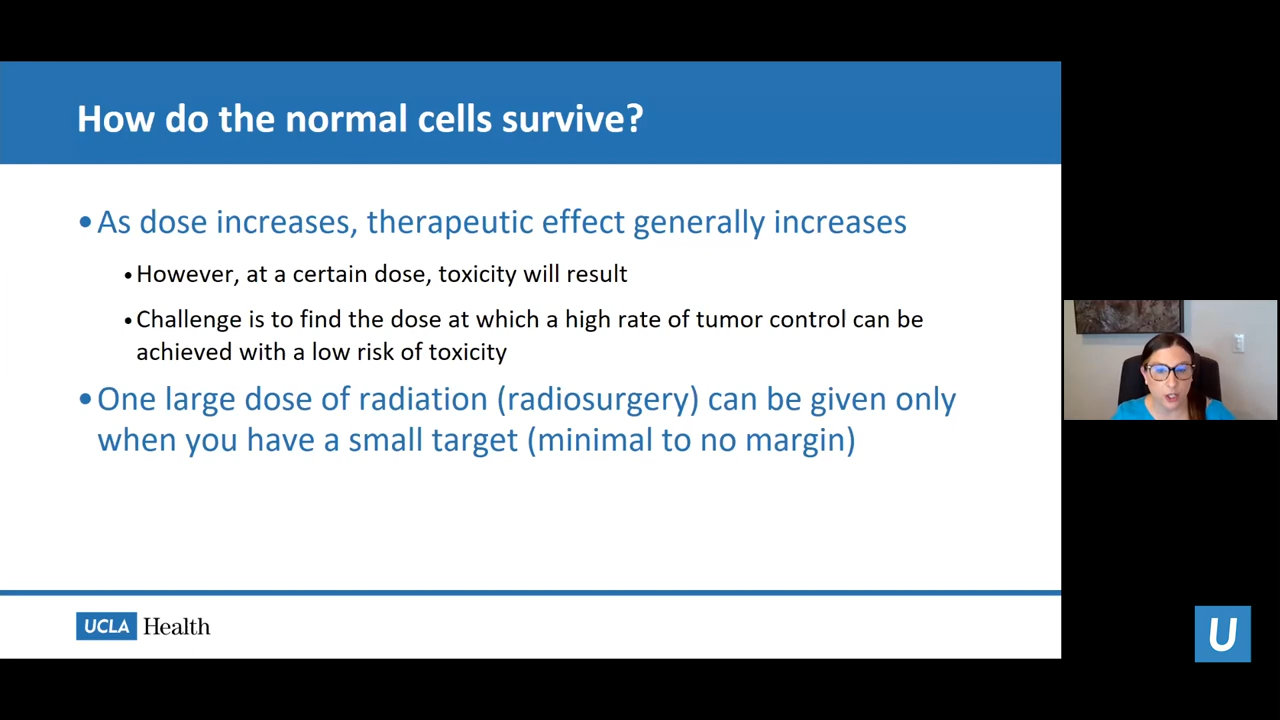 How do the normal cells survive?
•As dose increases, therapeutic effect generally increases
•However, at a certain dose, toxicity will result
•Challenge is to find the dose at which a high rate of tumor control can be
achieved with a low risk of toxicity
•One large dose of radiation (radiosurgery) can be given only
when you have a small target (minimal to no margin)
UCLA Health
U